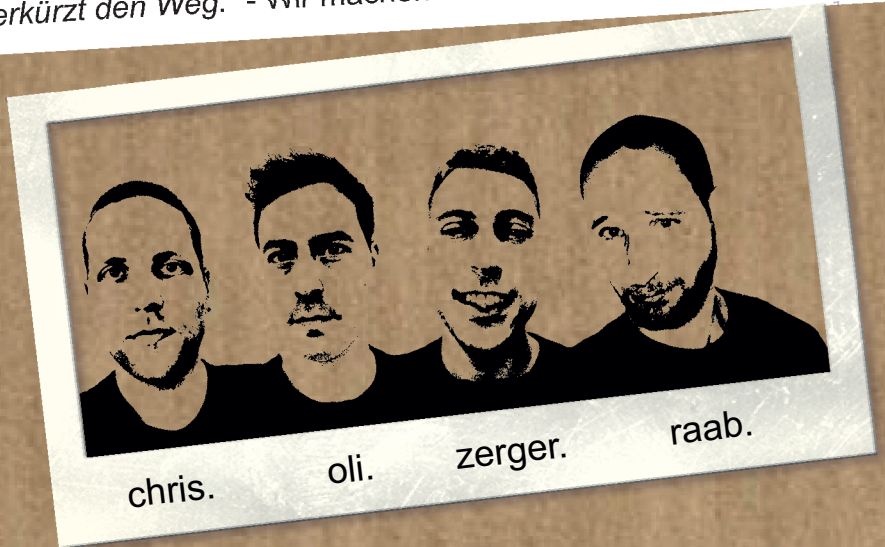 erkürzt den Weg." - Wir machen
chris. oli. zerger. raab.